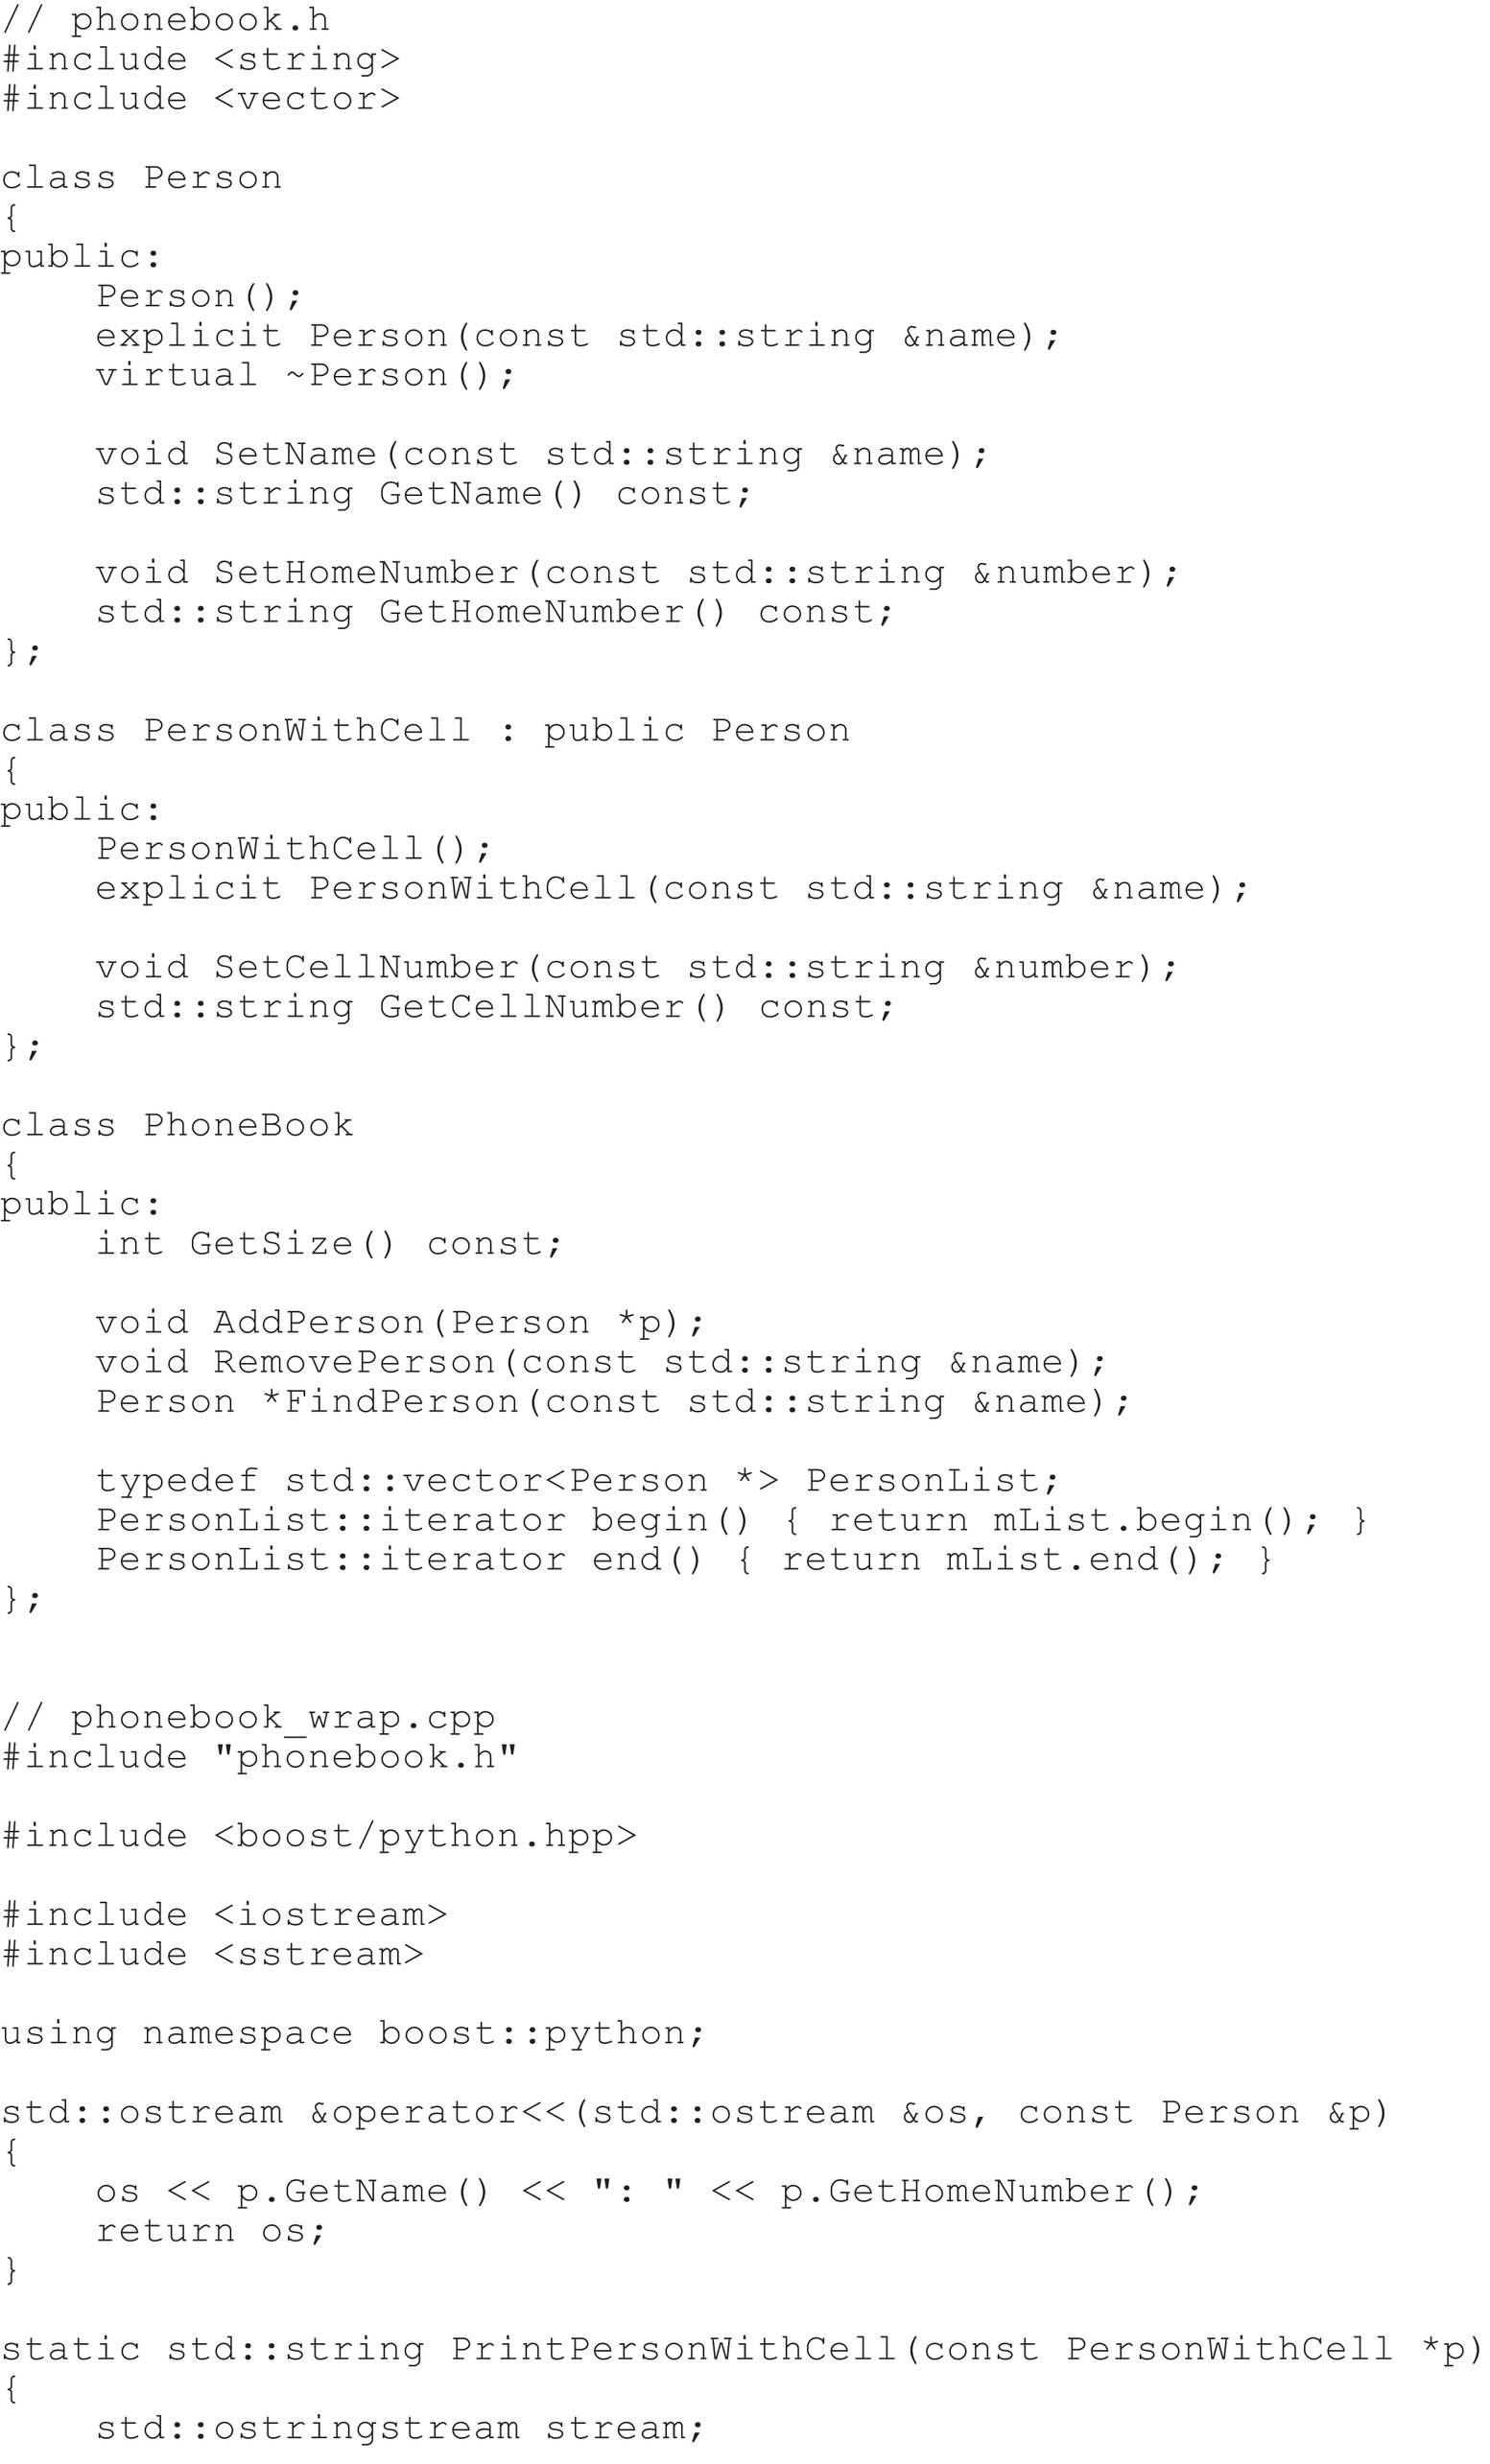 // phonebook.h
#include <string>
#include <vector>

class Person
{
public:
    Person();
    explicit Person(const std::string &name);
    virtual ~Person();

    void SetName(const std::string &name);
    std::string GetName() const;

    void SetHomeNumber(const std::string &number);
    std::string GetHomeNumber() const;
};

class PersonWithCell : public Person
{
public:
    PersonWithCell();
    explicit PersonWithCell(const std::string &name);

    void SetCellNumber(const std::string &number);
    std::string GetCellNumber() const;
};

class PhoneBook
{
public:
    int GetSize() const;

    void AddPerson(Person *p);
    void RemovePerson(const std::string &name);
    Person *FindPerson(const std::string &name);

    typedef std::vector<Person *> PersonList;
    PersonList::iterator begin() { return mList.begin(); }
    PersonList::iterator end() { return mList.end(); }
};


// phonebook_wrap.cpp
#include "phonebook.h"

#include <boost/python.hpp>

#include <iostream>
#include <sstream>

using namespace boost::python;

std::ostream &operator<<(std::ostream &os, const Person &p)
{
    os << p.GetName() << ": " << p.GetHomeNumber();
    return os;
}

static std::string PrintPersonWithCell(const PersonWithCell *p)
{
    std::ostringstream stream;